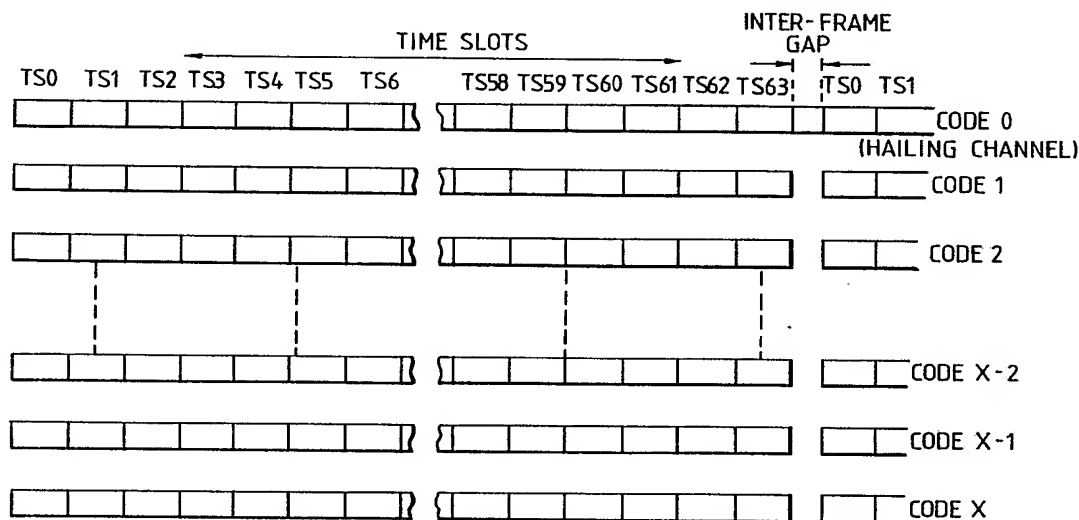 TIME SLOTS
INTER-FRAME
GAP
TS0 TS1 TS2 TS3 TS4 TS5 TS6 TS58 TS59 TS60 TS61 TS62 TS63 TS0 TS1
CODE 0
(HAILING CHANNEL)
CODE 1
CODE 2
CODE X-2
CODE X-1
CODE X